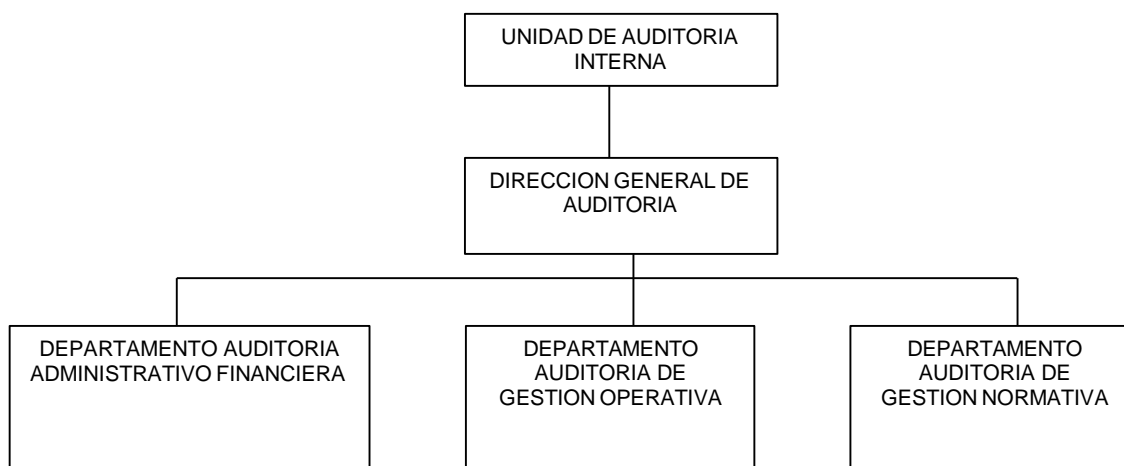 UNIDAD DE AUDITORIA
INTERNA
DIRECCION GENERAL DE
AUDITORIA
DEPARTAMENTO AUDITORIA
ADMINISTRATIVO FINANCIERA
DEPARTAMENTO
AUDITORIA DE
GESTION OPERATIVA
DEPARTAMENTO
AUDITORIA DE
GESTION NORMATIVA